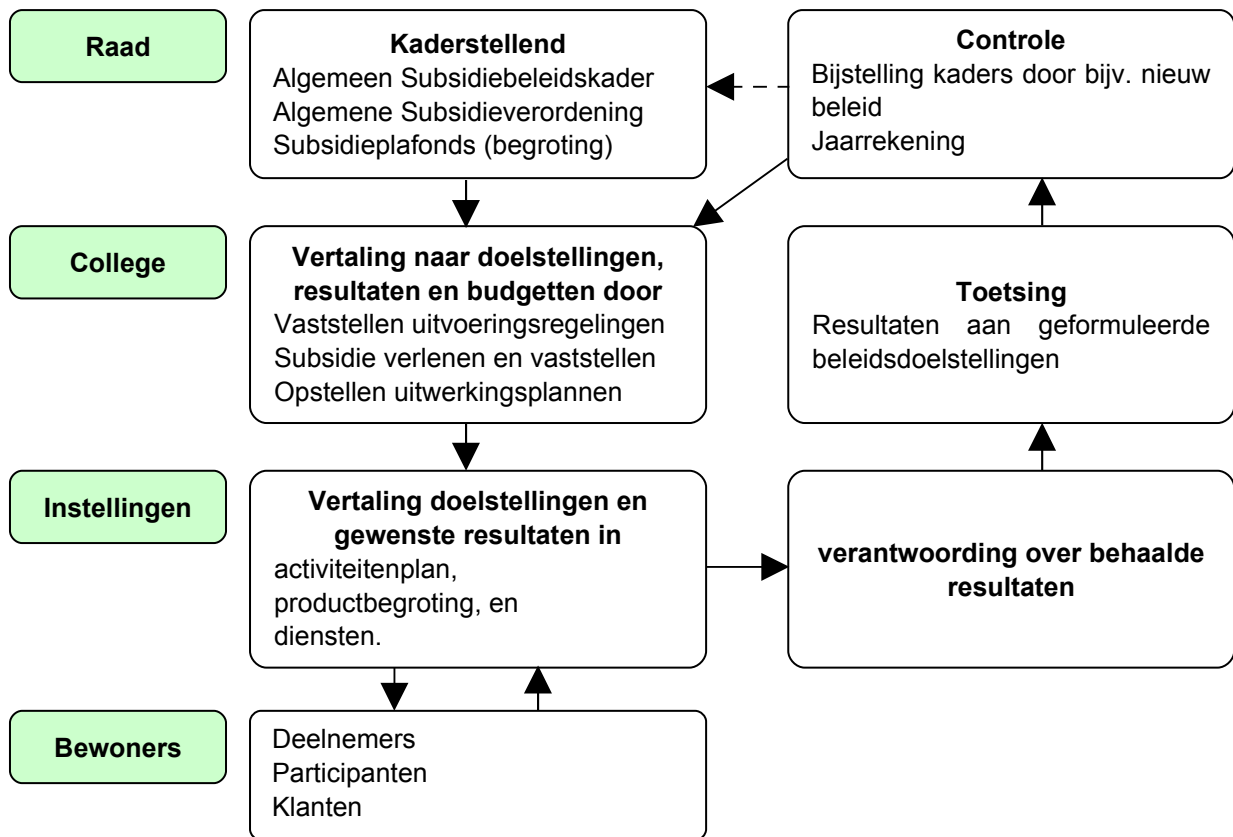 Raad
Kaderstellend
Algemeen Subsidiebeleidskader
Algemene Subsidieverordening
Subsidieplafonds (begroting)
Controle
Bijstelling kaders door bijv. nieuw
beleid
Jaarrekening
College
Vertaling naar doelstellingen,
resultaten en budgetten door
Vaststellen uitvoeringsregelingen
Subsidie verlenen en vaststellen
Opstellen uitwerkingsplannen
Toetsing
Resultaten aan geformuleerde
beleidsdoelstellingen
Instellingen
Vertaling doelstellingen en
gewenste resultaten in
activiteitenplan,
productbegroting, en
diensten.
verantwoording over behaalde
resultaten
Bewoners
Deelnemers
Participanten
Klanten